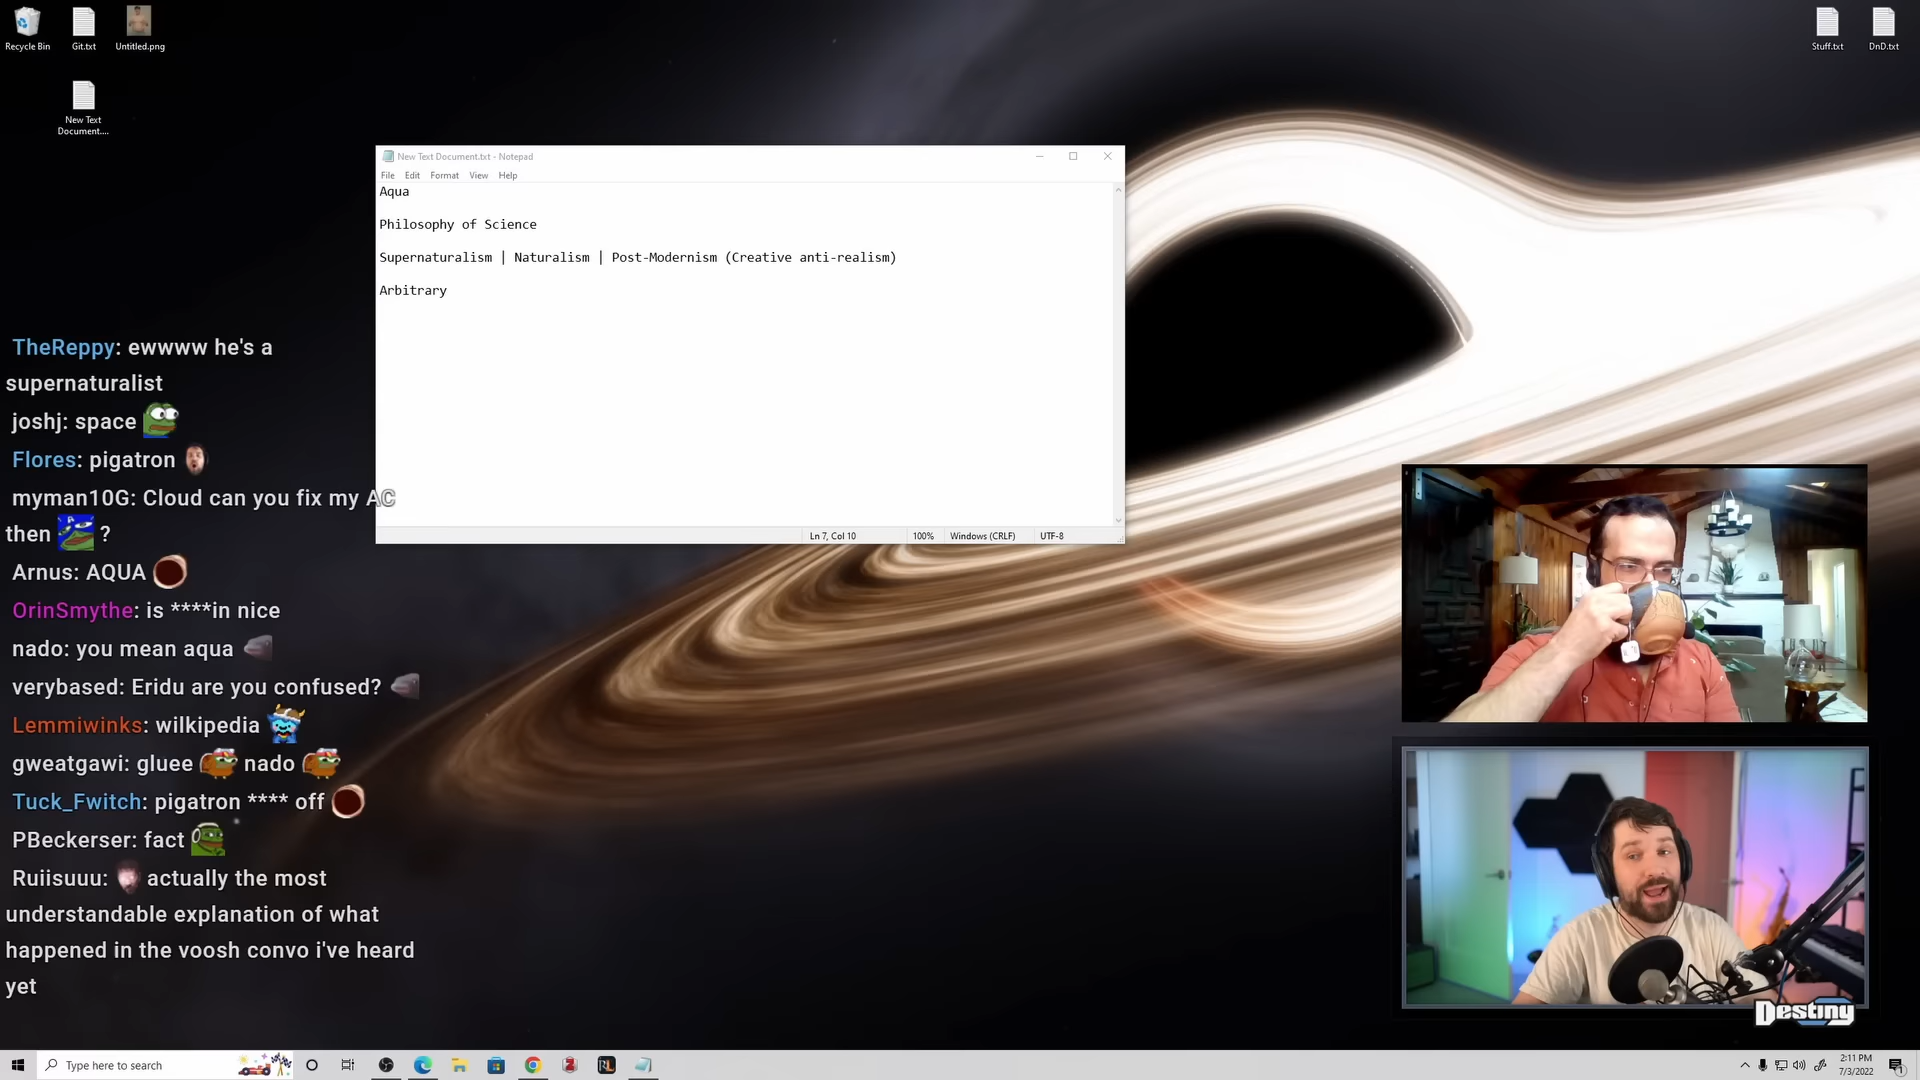 Recycle Bin
Git.txt
Untitled.png
New Text
Document....
Stuff.txt
DnD.txt
New Text Document.txt - Notepad
File Edit Format View Help
Aqua
Philosophy of Science
Supernaturalism | Naturalism | Post-Modernism (Creative anti-realism)
Arbitrary
Ln 7, Col 10
100%
Windows (CRLF)
UTF-8
TheReppy: ewwww he's a
supernaturalist
joshj: space
Flores: pigatron
myman10G: Cloud can you fix my AC
then ?
Arnus: AQUA
OrinSmythe: is ****in nice
nado: you mean aqua
verybased: Eridu are you confused?
Lemmiwinks: wilkipedia
gweatgawi: gluee nado
Tuck_Fwitch: pigatron **** off
PBeckerser: fact
Ruiisuuu: actually the most
understandable explanation of what
happened in the voosh convo i've heard
yet
Destiny
Type here to search
2:11 PM
7/3/2022